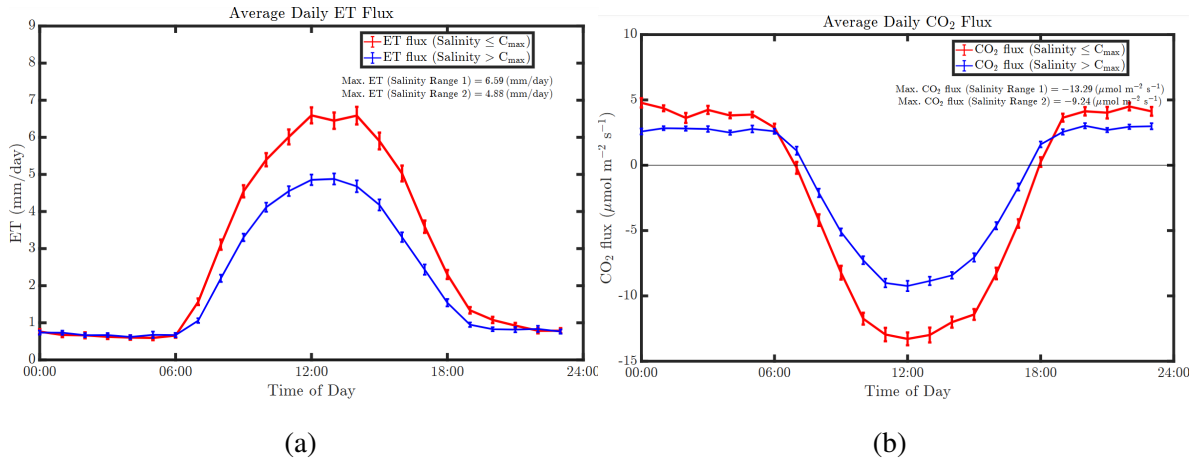 Average Daily ET Flux
9
8
7
6
5
4
3
2
1
0
ET (mm/day)
ET flux (Salinity ≤ Cmax)
ET flux (Salinity > Cmax)
Max. ET (Salinity Range 1) = 6.59 (mm/day)
Max. ET (Salinity Range 2) = 4.88 (mm/day)
00:00 06:00 12:00 18:00 24:00
Time of Day
(a)
Average Daily CO2 Flux
10
5
0
-5
-10
-15
CO2 flux (μmol m−2 s−1)
CO2 flux (Salinity ≤ Cmax)
CO2 flux (Salinity > Cmax)
Max. CO2 flux (Salinity Range 1) = −13.29 (μmol m−2 s−1)
Max. CO2 flux (Salinity Range 2) = −9.24 (μmol m−2 s−1)
00:00 06:00 12:00 18:00 24:00
Time of Day
(b)